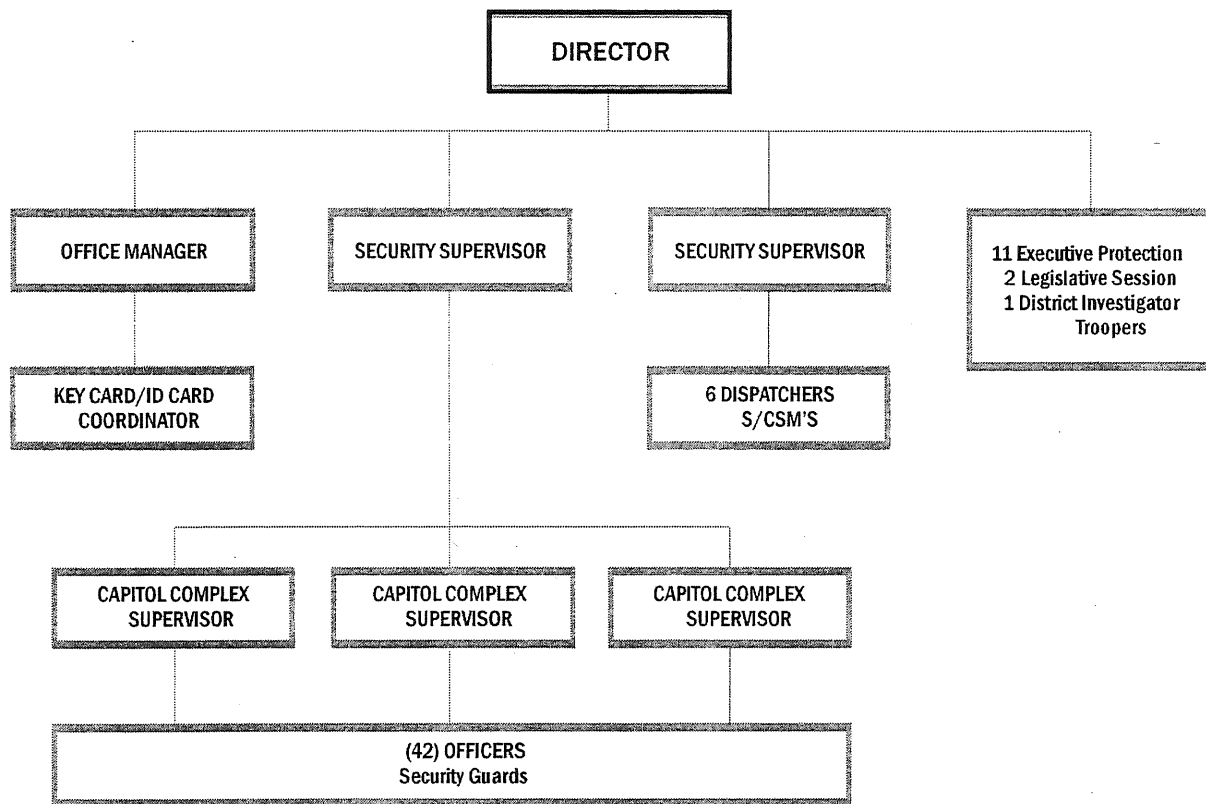 DIRECTOR
OFFICE MANAGER
SECURITY SUPERVISOR
SECURITY SUPERVISOR
11 Executive Protection
2 Legislative Session
1 District Investigator
Troopers
KEY CARD/ID CARD
COORDINATOR
6 DISPATCHERS
S/CSM'S
CAPITOL COMPLEX
SUPERVISOR
CAPITOL COMPLEX
SUPERVISOR
CAPITOL COMPLEX
SUPERVISOR
(42) OFFICERS
Security Guards